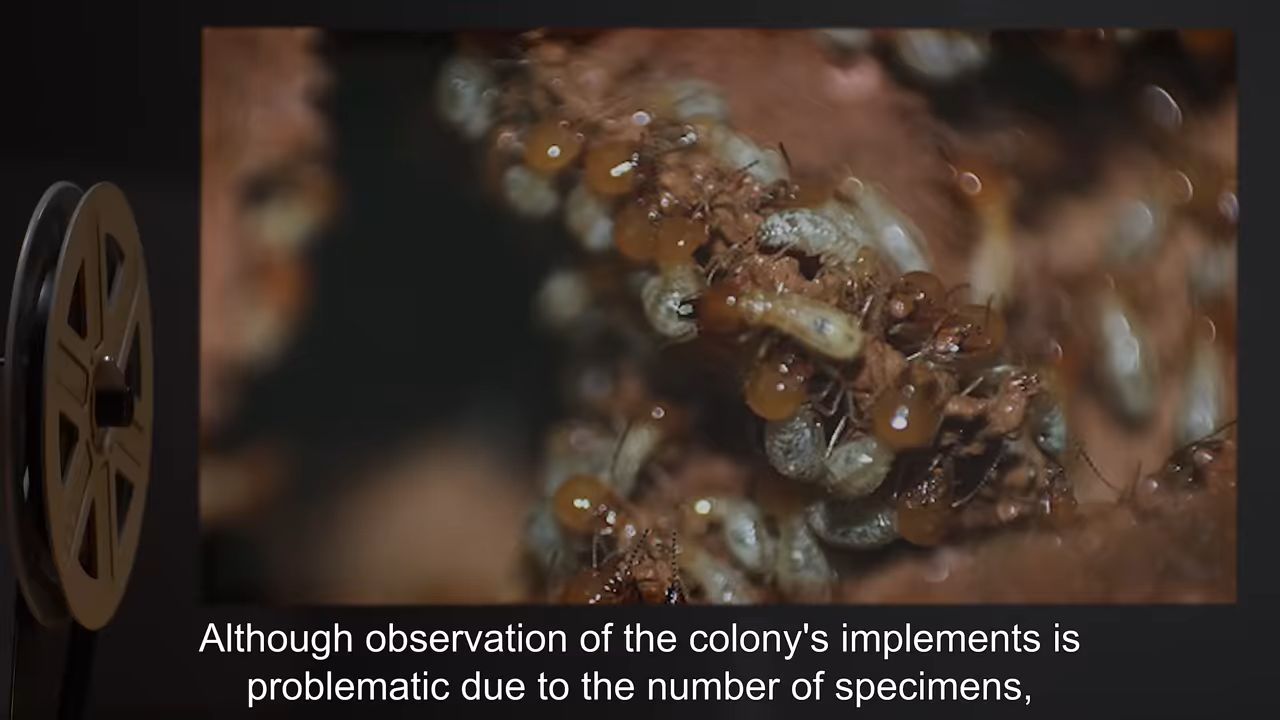 Although observation of the colony's implements is
problematic due to the number of specimens,